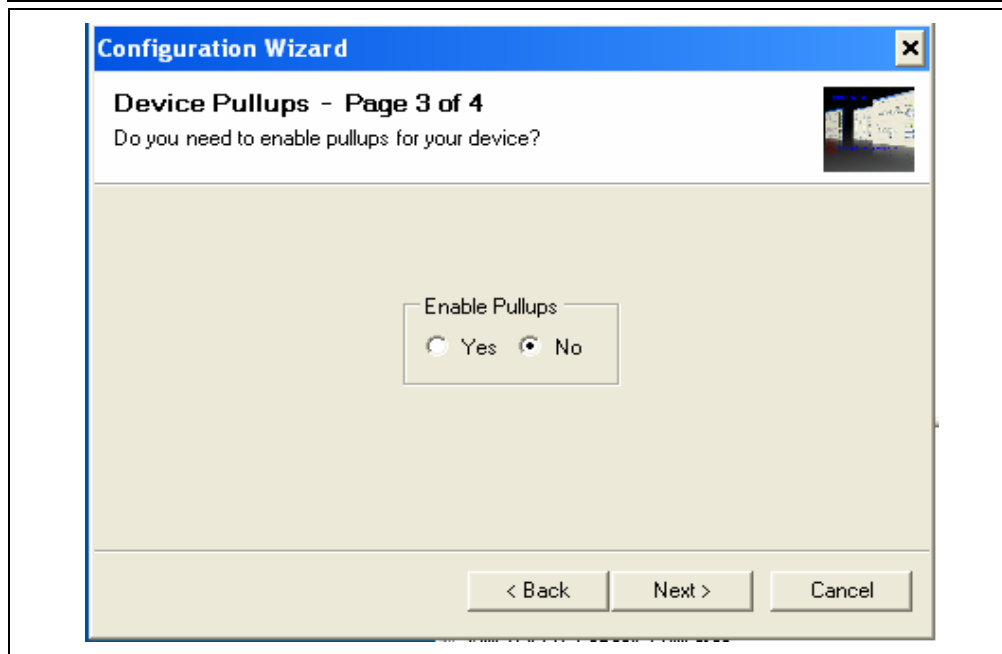 Configuration Wizard
Device Pullups - Page 3 of 4
Do you need to enable pullups for your device?
Enable Pullups
Yes No
< Back Next > Cancel